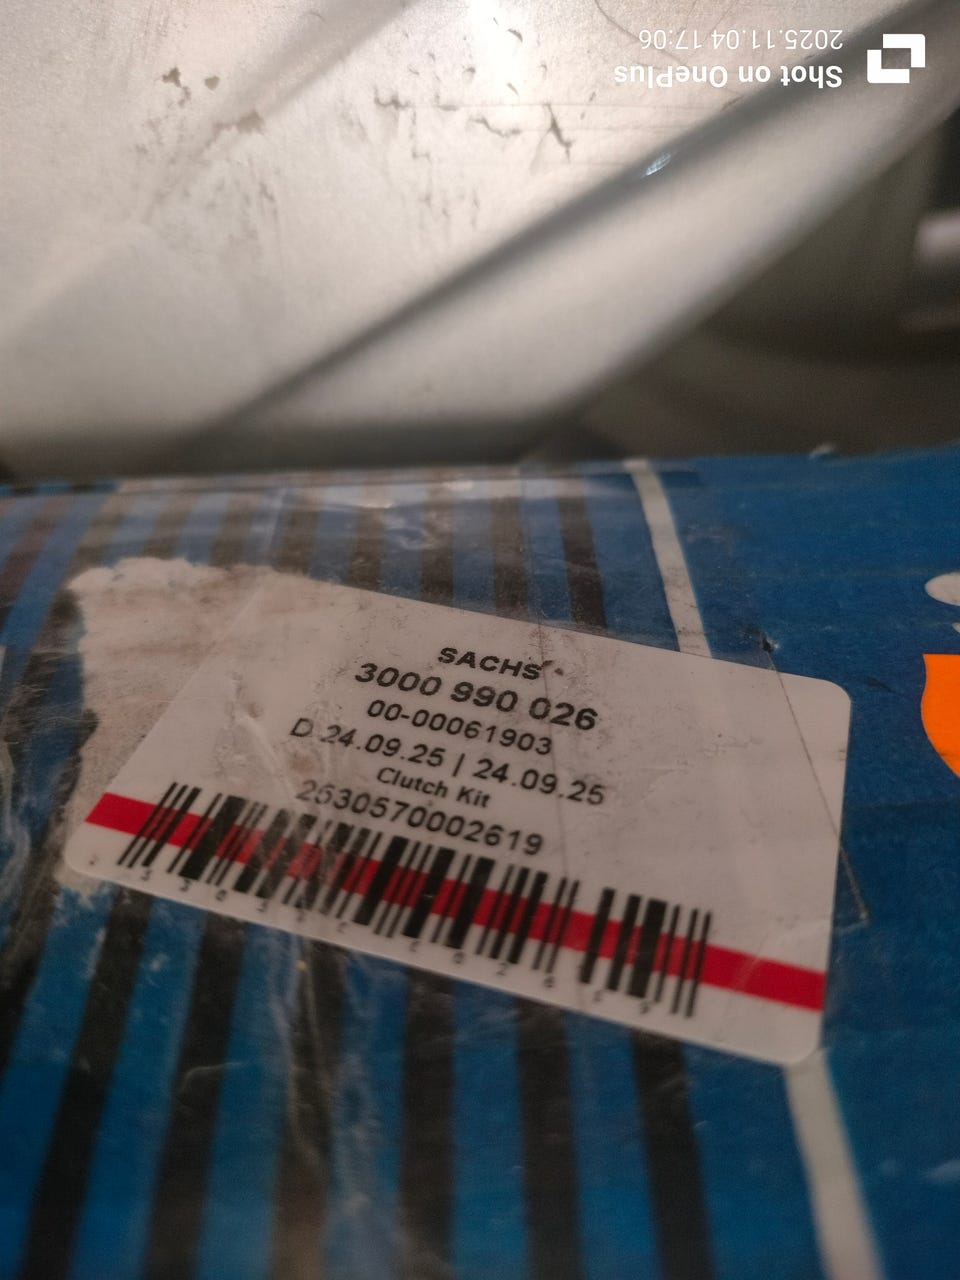 SACHS
3000 990 026
00-00061903
D 24.09.25 | 24.09.25
Clutch Kit
2530570002619
Shot on OnePlus
2025.11.04 17:06